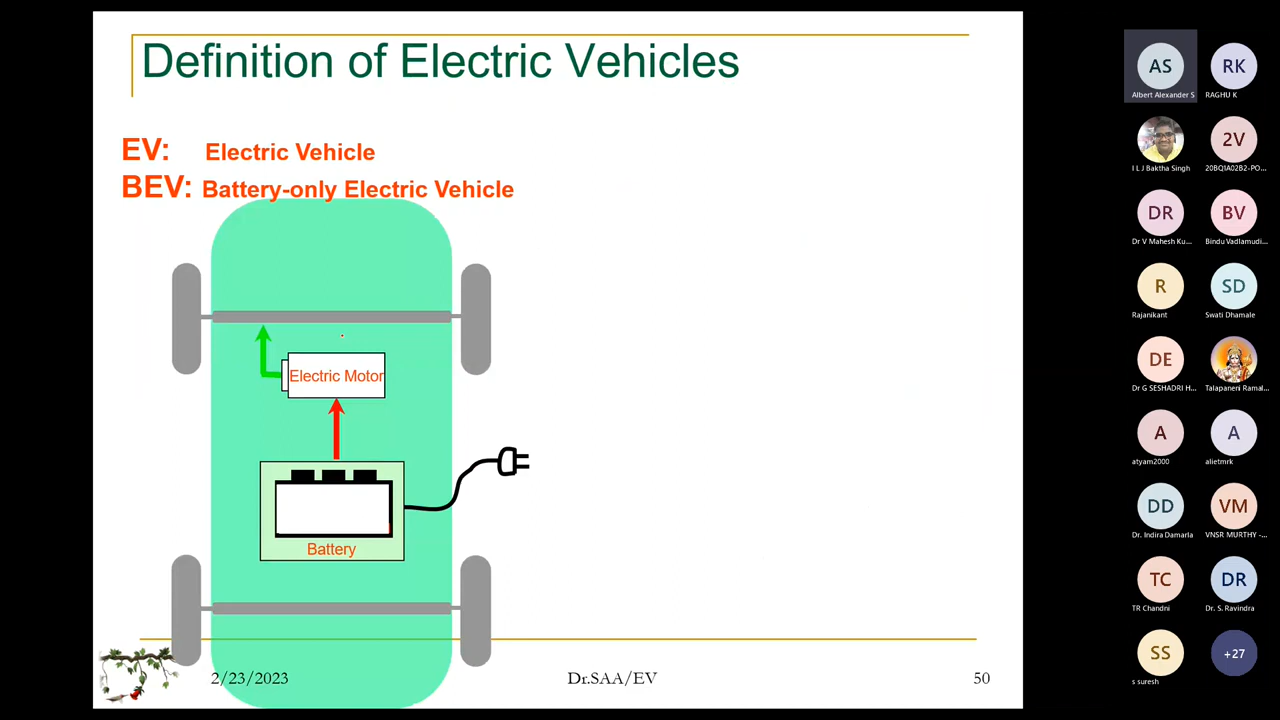 Definition of Electric Vehicles
EV: Electric Vehicle
BEV: Battery-only Electric Vehicle
Electric Motor
Battery
2/23/2023
Dr.SAA/EV
50
AS
Albert Alexander S
RK
RAGHU K
I L J Baktha Singh
2V
20BQ1A02B2-PO...
DR
Dr V Mahesh Ku...
BV
Bindu Vadlamudi...
R
Rajanikant
SD
Swati Dhamale
DE
Dr G SESHADRI H...
Talapaneni Ramal...
A
atyam2000
A
alietmrk
DD
Dr. Indira Damarla
VM
VNSR MURTHY -...
TC
TR Chandni
DR
Dr. S. Ravindra
SS
s suresh
+27